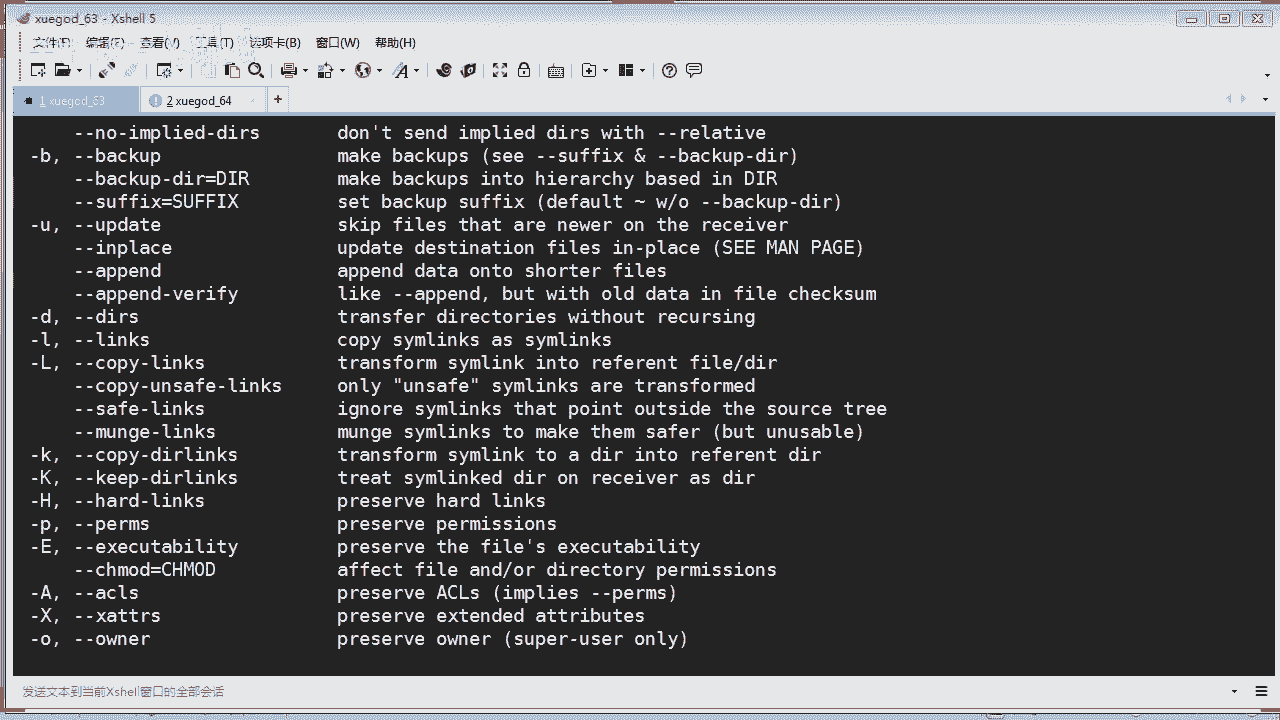 xuegod_63 - Xshell 5
文件(F) 编辑(E) 查看(V) 工具(T) 选项卡(B) 窗口(W) 帮助(H)
1 xuegod_63 2 xuegod_64 +
--no-implied-dirs don't send implied dirs with --relative
-b, --backup make backups (see --suffix & --backup-dir)
--backup-dir=DIR make backups into hierarchy based in DIR
--suffix=SUFFIX set backup suffix (default ~ w/o --backup-dir)
-u, --update skip files that are newer on the receiver
--inplace update destination files in-place (SEE MAN PAGE)
--append append data onto shorter files
--append-verify like --append, but with old data in file checksum
-d, --dirs transfer directories without recursing
-l, --links copy symlinks as symlinks
-L, --copy-links transform symlink into referent file/dir
--copy-unsafe-links only "unsafe" symlinks are transformed
--safe-links ignore symlinks that point outside the source tree
--munge-links munge symlinks to make them safer (but unusable)
-k, --copy-dirlinks transform symlink to a dir into referent dir
-K, --keep-dirlinks treat symlinked dir on receiver as dir
-H, --hard-links preserve hard links
-p, --perms preserve permissions
-E, --executability preserve the file's executability
--chmod=CHMOD affect file and/or directory permissions
-A, --acls preserve ACLs (implies --perms)
-X, --xattrs preserve extended attributes
-o, --owner preserve owner (super-user only)
发送文本到当前Xshell窗口的全部会话